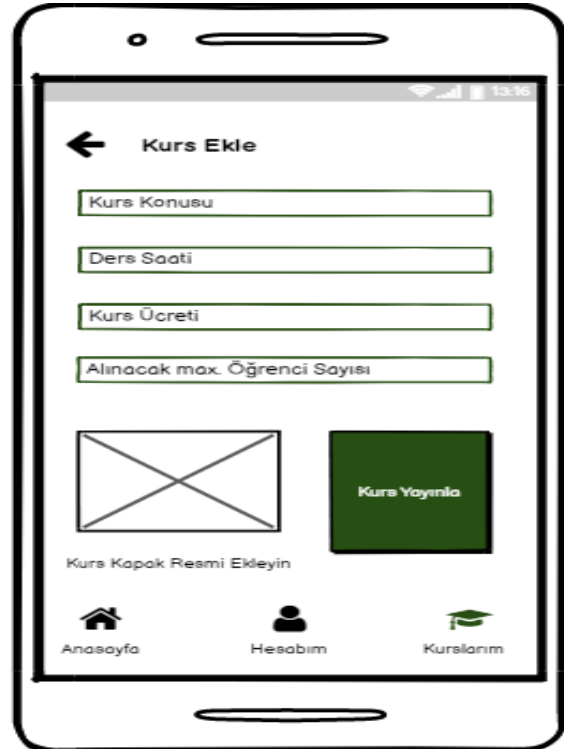 13:16
Kurs Ekle
Kurs Konusu
Ders Saati
Kurs Ücreti
Alınacak max. Öğrenci Sayısı
Kurs Yayınla
Kurs Kapak Resmi Ekleyin
Anasayfa Hesabım Kurslarım